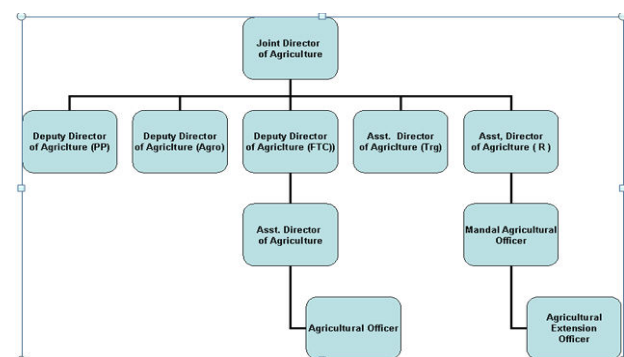 Joint Director
of Agriculture
Deputy Director
of Agriclture (PP)
Deputy Director
of Agriclture (Agro)
Deputy Director
of Agriclture (FTC))
Asst. Director
of Agriclture (Trg)
Asst, Director
of Agriclture ( R )
Asst. Director
of Agriculture
Mandal Agricultural
Officer
Agricultural Officer
Agricultural
Extension
Officer